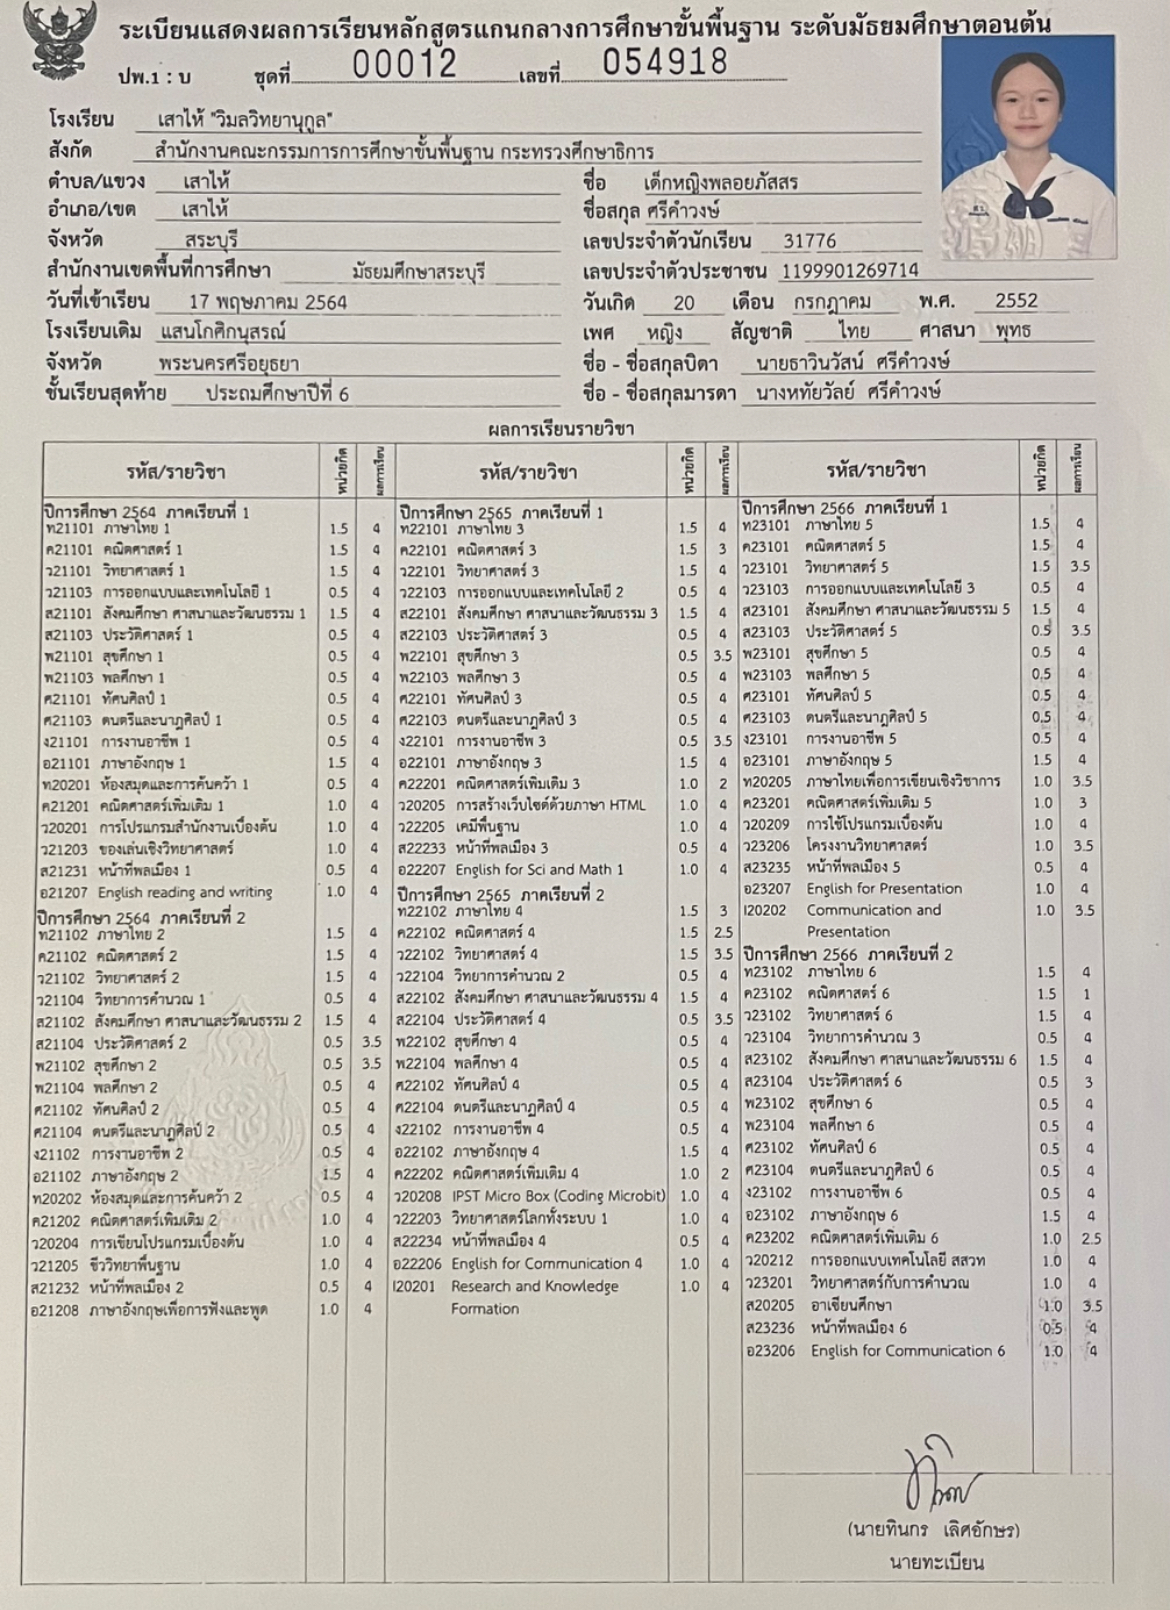 ระเบียนแสดงผลการเรียนหลักสูตรแกนกลางการศึกษาขั้นพื้นฐาน ระดับมัธยมศึกษาตอนต้น
ปพ.1 : บ ชุดที่ 00012 เลขที่ 054918
โรงเรียน เสาไห้ "วิมลวิทยานุกูล"
สังกัด สำนักงานคณะกรรมการการศึกษาขั้นพื้นฐาน กระทรวงศึกษาธิการ
ตำบล/แขวง เสาไห้
อำเภอ/เขต เสาไห้
จังหวัด สระบุรี
สำนักงานเขตพื้นที่การศึกษา มัธยมศึกษาสระบุรี
วันที่เข้าเรียน 17 พฤษภาคม 2564
โรงเรียนเดิม แสนโกศิกนุสรณ์
จังหวัด พระนครศรีอยุธยา
ชั้นเรียนสุดท้าย ประถมศึกษาปีที่ 6
ชื่อ เด็กหญิงพลอยภัสสร
ชื่อสกุล ศรีคำวงษ์
เลขประจำตัวนักเรียน 31776
เลขประจำตัวประชาชน 1199901269714
วันเกิด 20 เดือน กรกฎาคม พ.ศ. 2552
เพศ หญิง สัญชาติ ไทย ศาสนา พุทธ
ชื่อ - ชื่อสกุลบิดา นายธาวินวัสน์ ศรีคำวงษ์
ชื่อ - ชื่อสกุลมารดา นางหทัยวัลย์ ศรีคำวงษ์
ผลการเรียนรายวิชา
รหัส/รายวิชา หน่วยกิต ผลการเรียน
ปีการศึกษา 2564 ภาคเรียนที่ 1
ท21101 ภาษาไทย 1 1.5 4
ค21101 คณิตศาสตร์ 1 1.5 4
ว21101 วิทยาศาสตร์ 1 1.5 4
ว21103 การออกแบบและเทคโนโลยี 1 0.5 4
ส21101 สังคมศึกษา ศาสนาและวัฒนธรรม 1 1.5 4
ส21103 ประวัติศาสตร์ 1 0.5 4
พ21101 สุขศึกษา 1 0.5 4
พ21103 พลศึกษา 1 0.5 4
ศ21101 ทัศนศิลป์ 1 0.5 4
ศ21103 ดนตรีและนาฏศิลป์ 1 0.5 4
ง21101 การงานอาชีพ 1 0.5 4
อ21101 ภาษาอังกฤษ 1 1.5 4
ท20201 ห้องสมุดและการค้นคว้า 1 0.5 4
ค21201 คณิตศาสตร์เพิ่มเติม 1 1.0 4
ว20201 การโปรแกรมสำนักงานเบื้องต้น 1.0 4
ว21203 ของเล่นเชิงวิทยาศาสตร์ 1.0 4
ส21231 หน้าที่พลเมือง 1 0.5 4
อ21207 English reading and writing 1.0 4
ปีการศึกษา 2564 ภาคเรียนที่ 2
ท21102 ภาษาไทย 2 1.5 4
ค21102 คณิตศาสตร์ 2 1.5 4
ว21102 วิทยาศาสตร์ 2 1.5 4
ว21104 วิทยาการคำนวณ 1 0.5 4
ส21102 สังคมศึกษา ศาสนาและวัฒนธรรม 2 1.5 4
ส21104 ประวัติศาสตร์ 2 0.5 3.5
พ21102 สุขศึกษา 2 0.5 3.5
พ21104 พลศึกษา 2 0.5 4
ศ21102 ทัศนศิลป์ 2 0.5 4
ศ21104 ดนตรีและนาฏศิลป์ 2 0.5 4
ง21102 การงานอาชีพ 2 0.5 4
อ21102 ภาษาอังกฤษ 2 1.5 4
ท20202 ห้องสมุดและการค้นคว้า 2 0.5 4
ค21202 คณิตศาสตร์เพิ่มเติม 2 1.0 4
ว20204 การเขียนโปรแกรมเบื้องต้น 1.0 4
ว21205 ชีววิทยาพื้นฐาน 1.0 4
ส21232 หน้าที่พลเมือง 2 0.5 4
อ21208 ภาษาอังกฤษเพื่อการฟังและพูด 1.0 4
รหัส/รายวิชา หน่วยกิต ผลการเรียน
ปีการศึกษา 2565 ภาคเรียนที่ 1
ท22101 ภาษาไทย 3 1.5 4
ค22101 คณิตศาสตร์ 3 1.5 3
ว22101 วิทยาศาสตร์ 3 1.5 4
ว22103 การออกแบบและเทคโนโลยี 2 0.5 4
ส22101 สังคมศึกษา ศาสนาและวัฒนธรรม 3 1.5 4
ส22103 ประวัติศาสตร์ 3 0.5 4
พ22101 สุขศึกษา 3 0.5 3.5
พ22103 พลศึกษา 3 0.5 4
ศ22101 ทัศนศิลป์ 3 0.5 4
ศ22103 ดนตรีและนาฏศิลป์ 3 0.5 4
ง22101 การงานอาชีพ 3 0.5 3.5
อ22101 ภาษาอังกฤษ 3 1.5 4
ค22201 คณิตศาสตร์เพิ่มเติม 3 1.0 2
ว20205 การสร้างเว็บไซต์ด้วยภาษา HTML 1.0 4
ว22205 เคมีพื้นฐาน 1.0 4
ส22233 หน้าที่พลเมือง 3 0.5 4
อ22207 English for Sci and Math 1 1.0 4
ปีการศึกษา 2565 ภาคเรียนที่ 2
ท22102 ภาษาไทย 4 1.5 3
ค22102 คณิตศาสตร์ 4 1.5 2.5
ว22102 วิทยาศาสตร์ 4 1.5 3.5
ว22104 วิทยาการคำนวณ 2 0.5 4
ส22102 สังคมศึกษา ศาสนาและวัฒนธรรม 4 1.5 4
ส22104 ประวัติศาสตร์ 4 0.5 3.5
พ22102 สุขศึกษา 4 0.5 4
พ22104 พลศึกษา 4 0.5 4
ศ22102 ทัศนศิลป์ 4 0.5 4
ศ22104 ดนตรีและนาฏศิลป์ 4 0.5 4
ง22102 การงานอาชีพ 4 0.5 4
อ22102 ภาษาอังกฤษ 4 1.5 4
ค22202 คณิตศาสตร์เพิ่มเติม 4 1.0 2
ว20208 IPST Micro Box (Coding Microbit) 1.0 4
ว22203 วิทยาศาสตร์โลกทั้งระบบ 1 1.0 4
ส22234 หน้าที่พลเมือง 4 0.5 4
อ22206 English for Communication 4 1.0 4
I20201 Research and Knowledge 1.0 4
Formation
รหัส/รายวิชา หน่วยกิต ผลการเรียน
ปีการศึกษา 2566 ภาคเรียนที่ 1
ท23101 ภาษาไทย 5 1.5 4
ค23101 คณิตศาสตร์ 5 1.5 4
ว23101 วิทยาศาสตร์ 5 1.5 3.5
ว23103 การออกแบบและเทคโนโลยี 3 0.5 4
ส23101 สังคมศึกษา ศาสนาและวัฒนธรรม 5 1.5 4
ส23103 ประวัติศาสตร์ 5 0.5 3.5
พ23101 สุขศึกษา 5 0.5 4
พ23103 พลศึกษา 5 0.5 4
ศ23101 ทัศนศิลป์ 5 0.5 4
ศ23103 ดนตรีและนาฏศิลป์ 5 0.5 4
ง23101 การงานอาชีพ 5 0.5 4
อ23101 ภาษาอังกฤษ 5 1.5 4
ท20205 ภาษาไทยเพื่อการเขียนเชิงวิชาการ 1.0 3.5
ค23201 คณิตศาสตร์เพิ่มเติม 5 1.0 3
ว20209 การใช้โปรแกรมเบื้องต้น 1.0 4
ว23206 โครงงานวิทยาศาสตร์ 1.0 3.5
ส23235 หน้าที่พลเมือง 5 0.5 4
อ23207 English for Presentation 1.0 4
I20202 Communication and 1.0 3.5
Presentation
ปีการศึกษา 2566 ภาคเรียนที่ 2
ท23102 ภาษาไทย 6 1.5 4
ค23102 คณิตศาสตร์ 6 1.5 1
ว23102 วิทยาศาสตร์ 6 1.5 4
ว23104 วิทยาการคำนวณ 3 0.5 4
ส23102 สังคมศึกษา ศาสนาและวัฒนธรรม 6 1.5 4
ส23104 ประวัติศาสตร์ 6 0.5 3
พ23102 สุขศึกษา 6 0.5 4
พ23104 พลศึกษา 6 0.5 4
ศ23102 ทัศนศิลป์ 6 0.5 4
ศ23104 ดนตรีและนาฏศิลป์ 6 0.5 4
ง23102 การงานอาชีพ 6 0.5 4
อ23102 ภาษาอังกฤษ 6 1.5 4
ค23202 คณิตศาสตร์เพิ่มเติม 6 1.0 2.5
ว20212 การออกแบบเทคโนโลยี สสวท 1.0 4
ว23201 วิทยาศาสตร์กับการคำนวณ 1.0 4
ส20205 อาเซียนศึกษา 1.0 3.5
ส23236 หน้าที่พลเมือง 6 0.5 4
อ23206 English for Communication 6 1.0 4
(นายทินกร เลิศอักษร)
นายทะเบียน